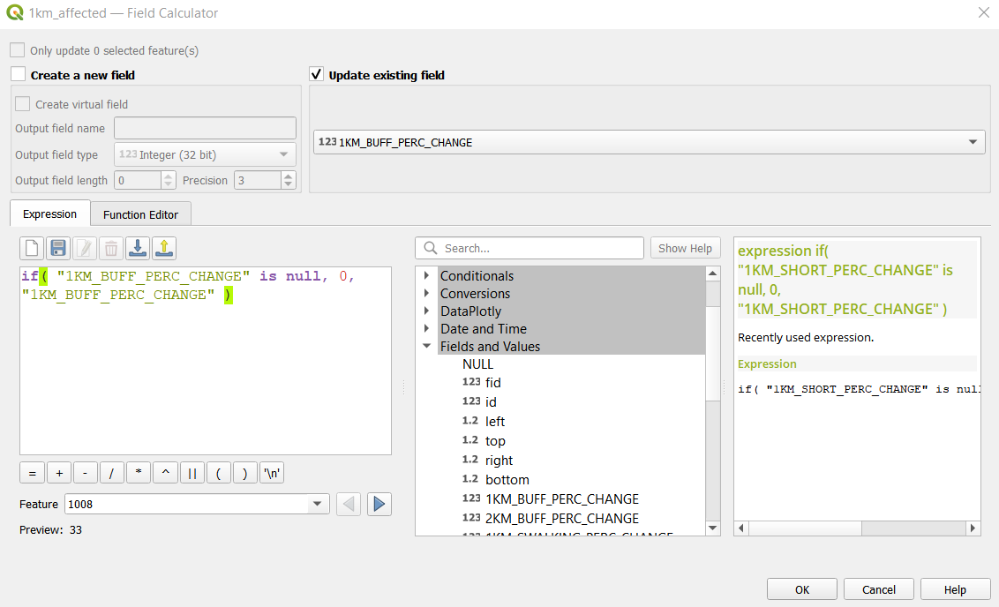 1km_affected — Field Calculator
Only update 0 selected feature(s)
Create a new field
Update existing field
Create virtual field
Output field name
Output field type 123 Integer (32 bit)
Output field length 0 Precision 3
123 1KM_BUFF_PERC_CHANGE
Expression Function Editor
if( "1KM_BUFF_PERC_CHANGE" is null, 0,
"1KM_BUFF_PERC_CHANGE" )
= + - / * ^ || ( ) '\n'
Feature 1008
Preview: 33
Search... Show Help
Conditionals
Conversions
DataPlotly
Date and Time
Fields and Values
NULL
123 fid
123 id
1.2 left
1.2 top
1.2 right
1.2 bottom
123 1KM_BUFF_PERC_CHANGE
123 2KM_BUFF_PERC_CHANGE
123 1KM_SWALKING_PERC_CHANGE
expression if(
"1KM_SHORT_PERC_CHANGE" is
null, 0,
"1KM_SHORT_PERC_CHANGE" )
Recently used expression.
Expression
if( "1KM_SHORT_PERC_CHANGE" is null
OK Cancel Help